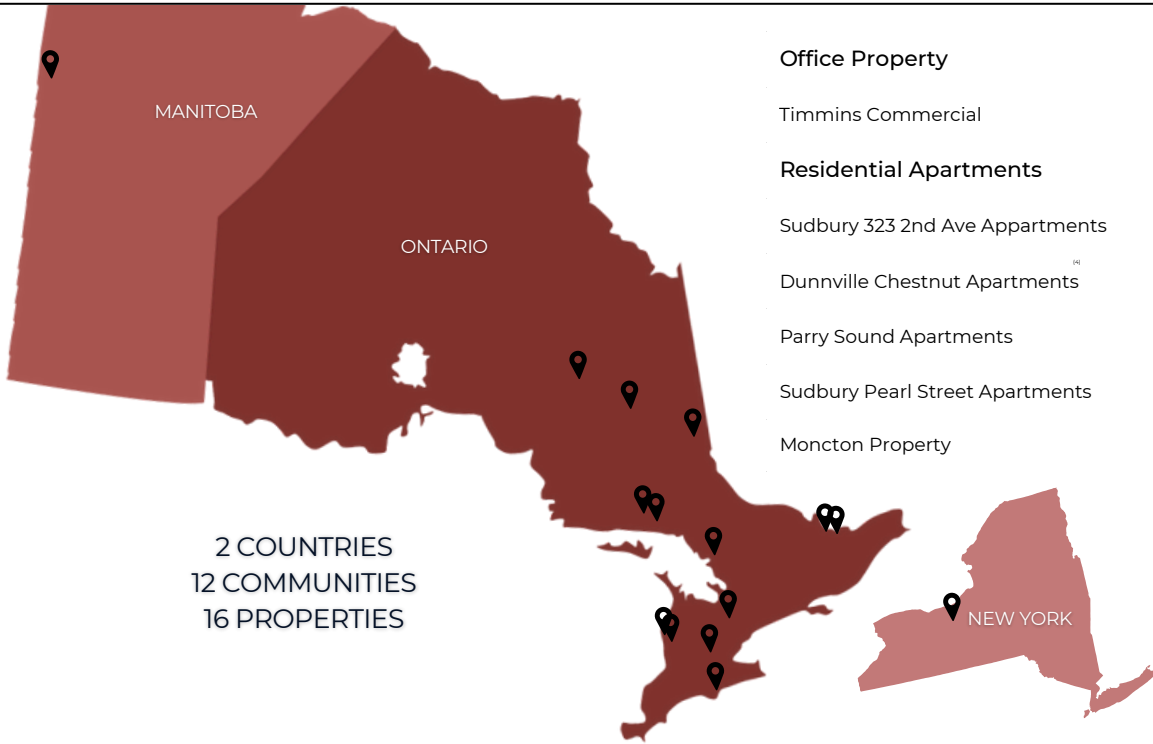 MANITOBA
ONTARIO
2 COUNTRIES
12 COMMUNITIES
16 PROPERTIES
Office Property
Timmins Commercial
Residential Apartments
Sudbury 323 2nd Ave Appartments
Dunnville Chestnut Apartments (4)
Parry Sound Apartments
Sudbury Pearl Street Apartments
Moncton Property
NEW YORK